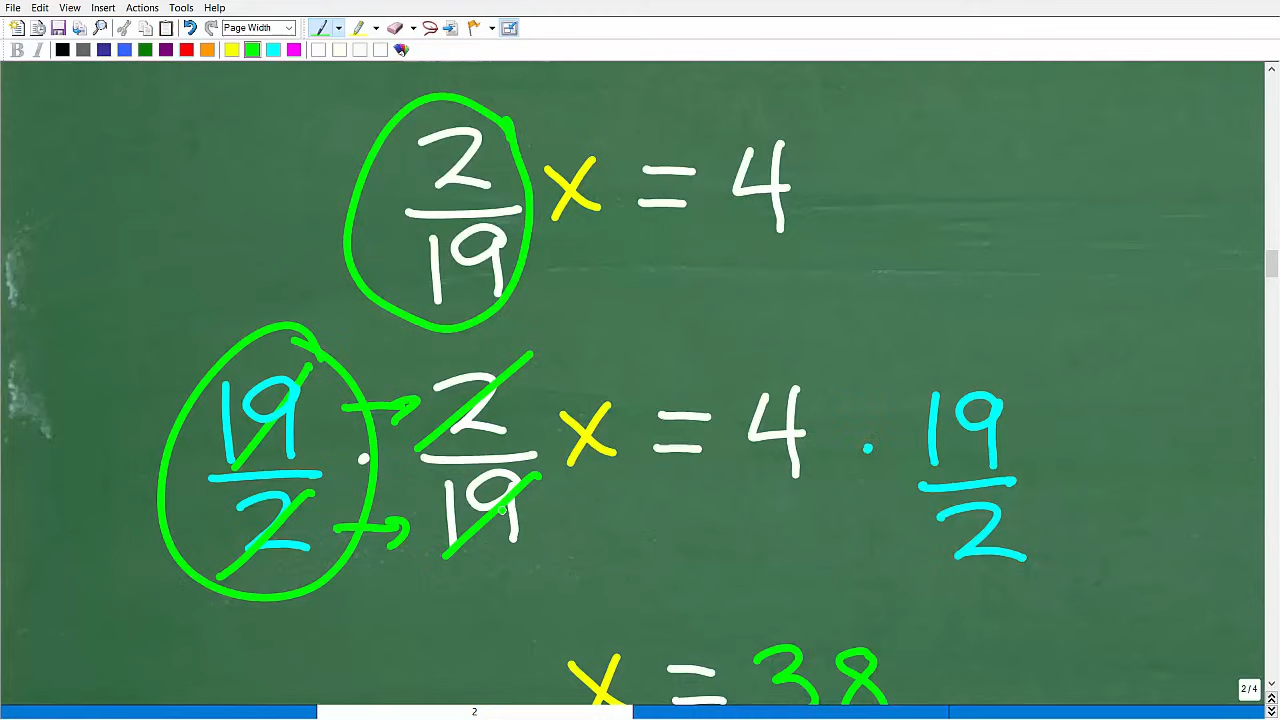 File Edit View Insert Actions Tools Help
Page Width
B I
2/19 x = 4
19/2 · 2/19 x = 4 · 19/2
x = 38
2/4
2